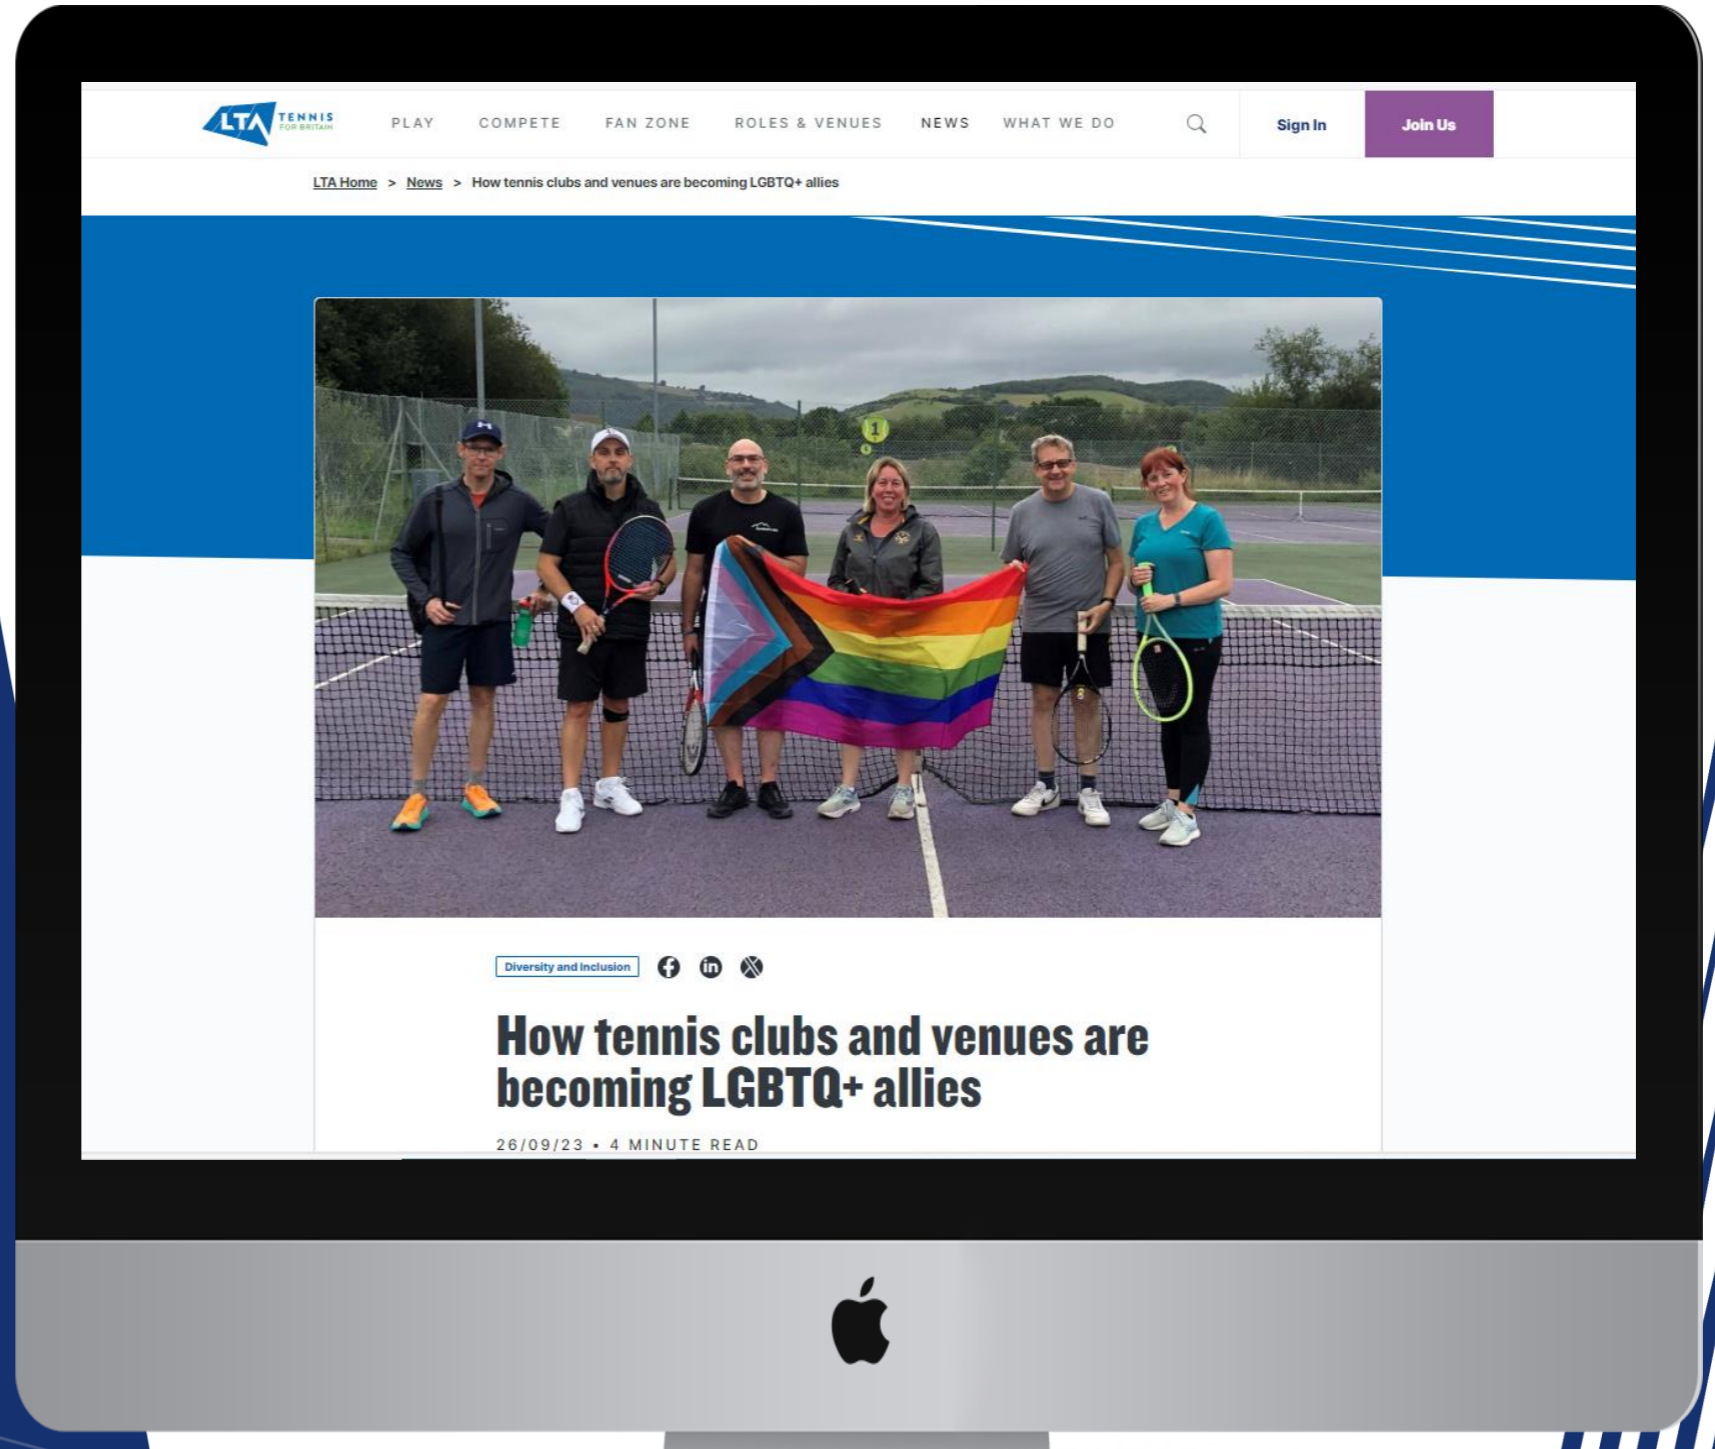 LTA TENNIS
FOR BRITAIN
PLAY COMPETE FAN ZONE ROLES & VENUES NEWS WHAT WE DO Sign In Join Us
LTA Home > News > How tennis clubs and venues are becoming LGBTQ+ allies
1
Diversity and Inclusion
How tennis clubs and venues are
becoming LGBTQ+ allies
26/09/23 • 4 MINUTE READ